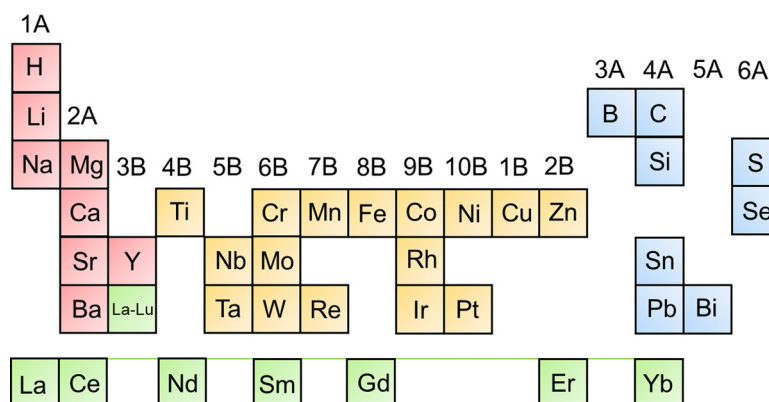 1A
H 3A 4A 5A 6A
Li 2A B C
Na Mg 3B 4B 5B 6B 7B 8B 9B 10B 1B 2B Si S
Ca Ti Cr Mn Fe Co Ni Cu Zn Se
Sr Y Nb Mo Rh Sn
Ba La-Lu Ta W Re Ir Pt Pb Bi
La Ce Nd Sm Gd Er Yb